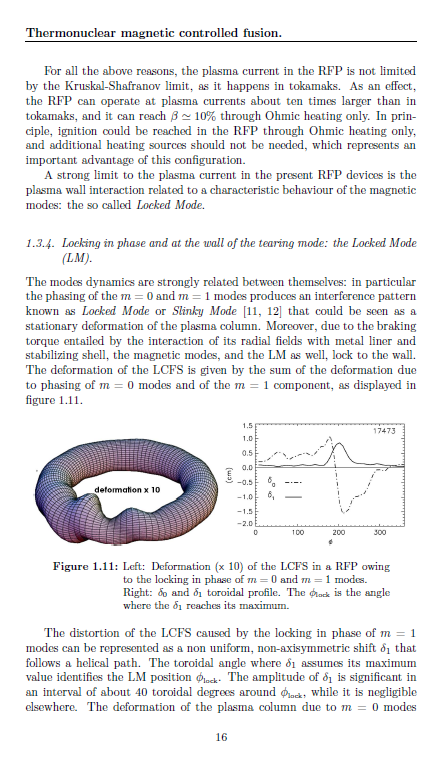 Thermonuclear magnetic controlled fusion.
For all the above reasons, the plasma current in the RFP is not limited
by the Kruskal-Shafranov limit, as it happens in tokamaks. As an effect,
the RFP can operate at plasma currents about ten times larger than in
tokamaks, and it can reach β ≃ 10% through Ohmic heating only. In prin-
ciple, ignition could be reached in the RFP through Ohmic heating only,
and additional heating sources should not be needed, which represents an
important advantage of this configuration.
A strong limit to the plasma current in the present RFP devices is the
plasma wall interaction related to a characteristic behaviour of the magnetic
modes: the so called Locked Mode.
1.3.4. Locking in phase and at the wall of the tearing mode: the Locked Mode
(LM).
The modes dynamics are strongly related between themselves: in particular
the phasing of the m = 0 and m = 1 modes produces an interference pattern
known as Locked Mode or Slinky Mode [11, 12] that could be seen as a
stationary deformation of the plasma column. Moreover, due to the braking
torque entailed by the interaction of its radial fields with metal liner and
stabilizing shell, the magnetic modes, and the LM as well, lock to the wall.
The deformation of the LCFS is given by the sum of the deformation due
to phasing of m = 0 modes and of the m = 1 component, as displayed in
figure 1.11.
deformation x 10
17473
1.5
1.0
0.5
0.0
-0.5
-1.0
-1.5
-2.0
[cm]
δ₀
δ₁
0 100 200 300
φ
Figure 1.11: Left: Deformation (x 10) of the LCFS in a RFP owing
to the locking in phase of m = 0 and m = 1 modes.
Right: δ₀ and δ₁ toroidal profile. The ϕlock is the angle
where the δ₁ reaches its maximum.
The distortion of the LCFS caused by the locking in phase of m = 1
modes can be represented as a non uniform, non-axisymmetric shift δ₁ that
follows a helical path. The toroidal angle where δ₁ assumes its maximum
value identifies the LM position ϕlock. The amplitude of δ₁ is significant in
an interval of about 40 toroidal degrees around ϕlock, while it is negligible
elsewhere. The deformation of the plasma column due to m = 0 modes
16